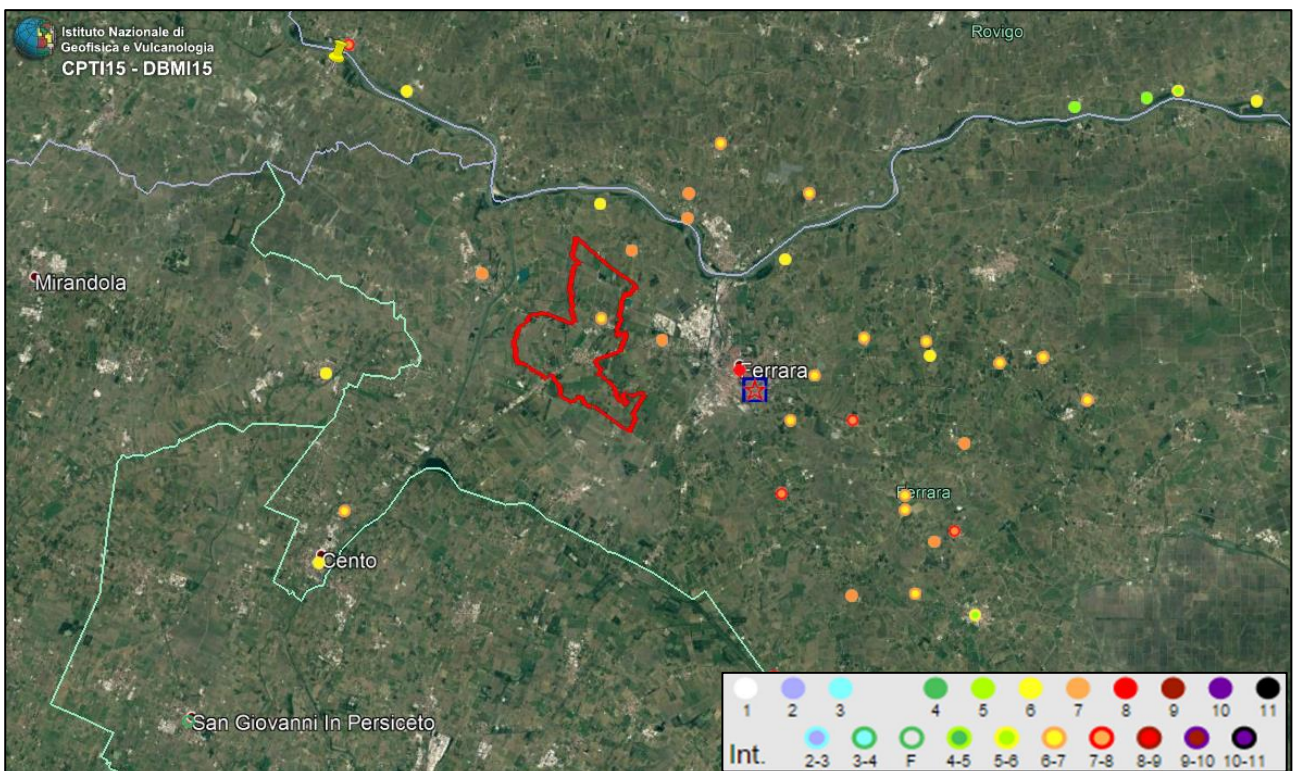 Istituto Nazionale di
Geofisica e Vulcanologia
CPTI15 - DBMI15
Rovigo
Mirandola
Ferrara
Ferrara
Cento
San Giovanni In Persiceto
1 2 3 4 5 6 7 8 9 10 11
Int. 2-3 3-4 F 4-5 5-6 6-7 7-8 8-9 9-10 10-11